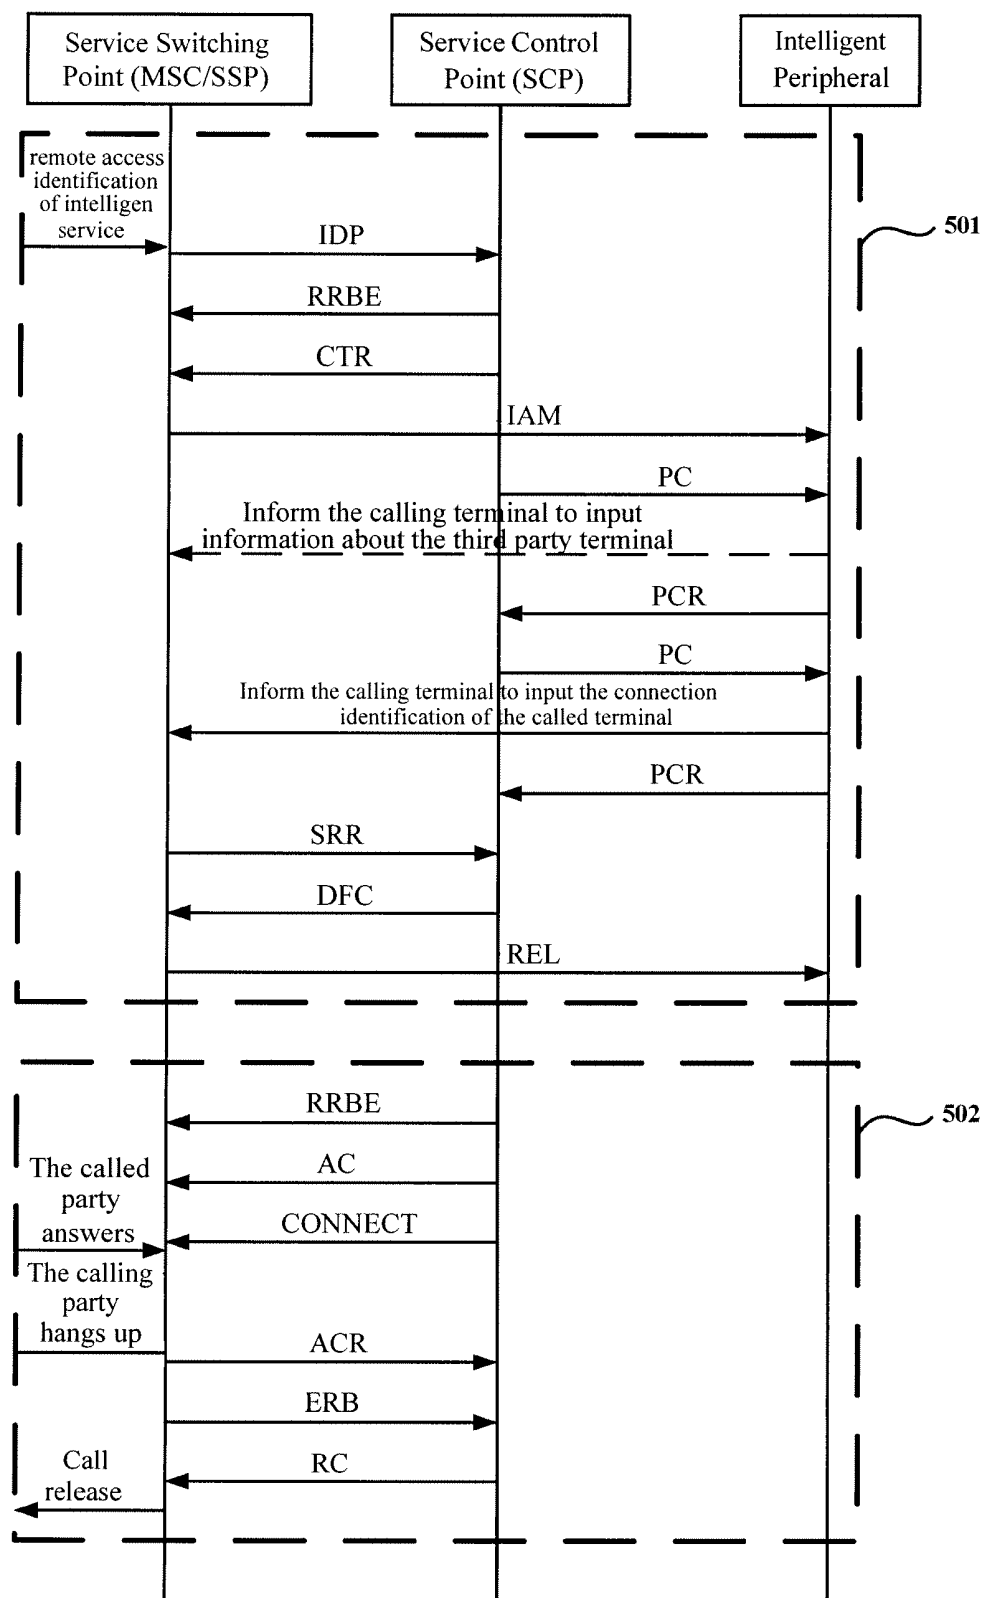 Service Switching
Point (MSC/SSP)
Service Control
Point (SCP)
Intelligent
Peripheral
remote access
identification
of intelligen
service
501
IDP
RRBE
CTR
IAM
PC
Inform the calling terminal to input
information about the third party terminal
PCR
PC
Inform the calling terminal to input the connection
identification of the called terminal
PCR
SRR
DFC
REL
RRBE
502
AC
The called
party
answers
CONNECT
The calling
party
hangs up
ACR
ERB
RC
Call
release